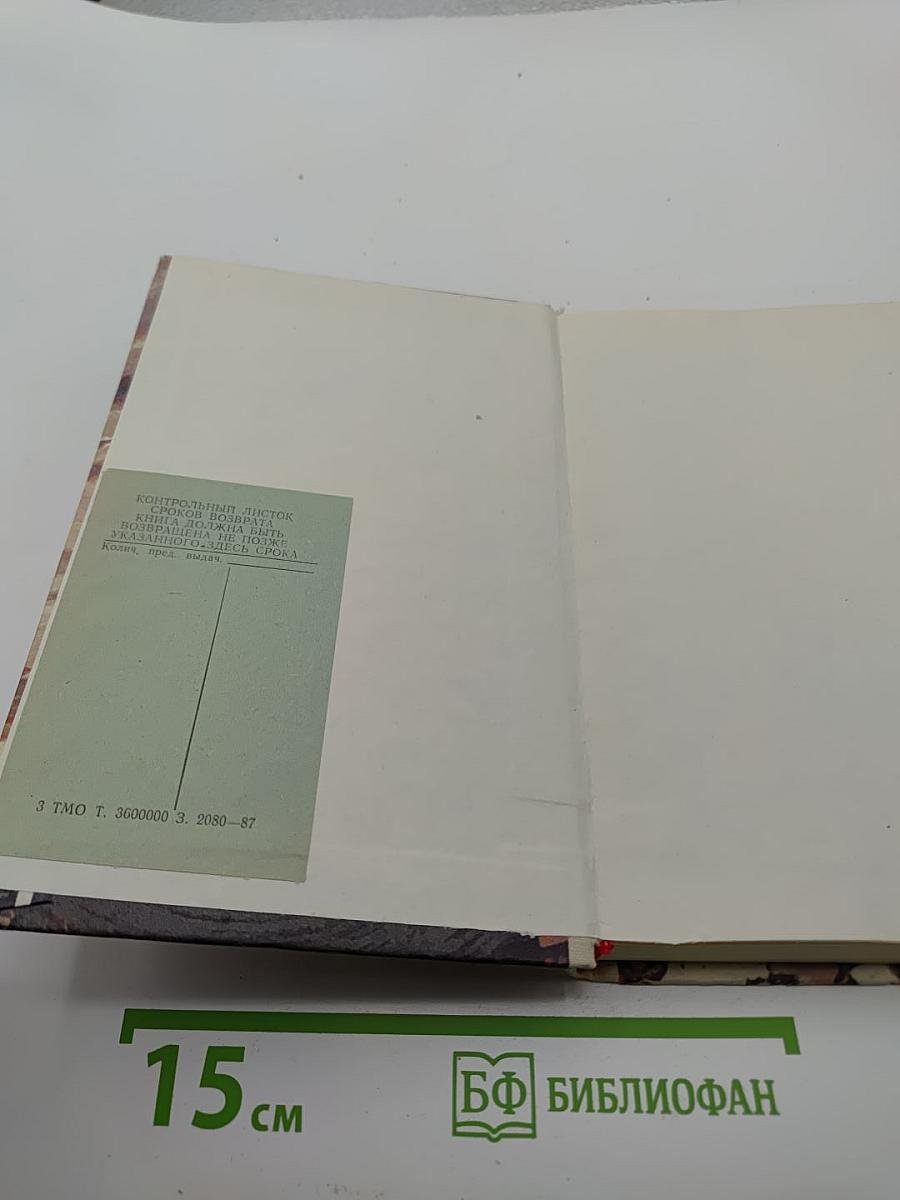 КОНТРОЛЬНЫЙ ЛИСТОК
СРОКОВ ВОЗВРАТА
КНИГА ДОЛЖНА БЫТЬ
ВОЗВРАЩЕНА НЕ ПОЗЖЕ
УКАЗАННОГО ЗДЕСЬ СРОКА
Колич. пред. выдач.
3 ТМО Т. 3600000 З. 2080—87
15 см
БФ БИБЛИОФАН